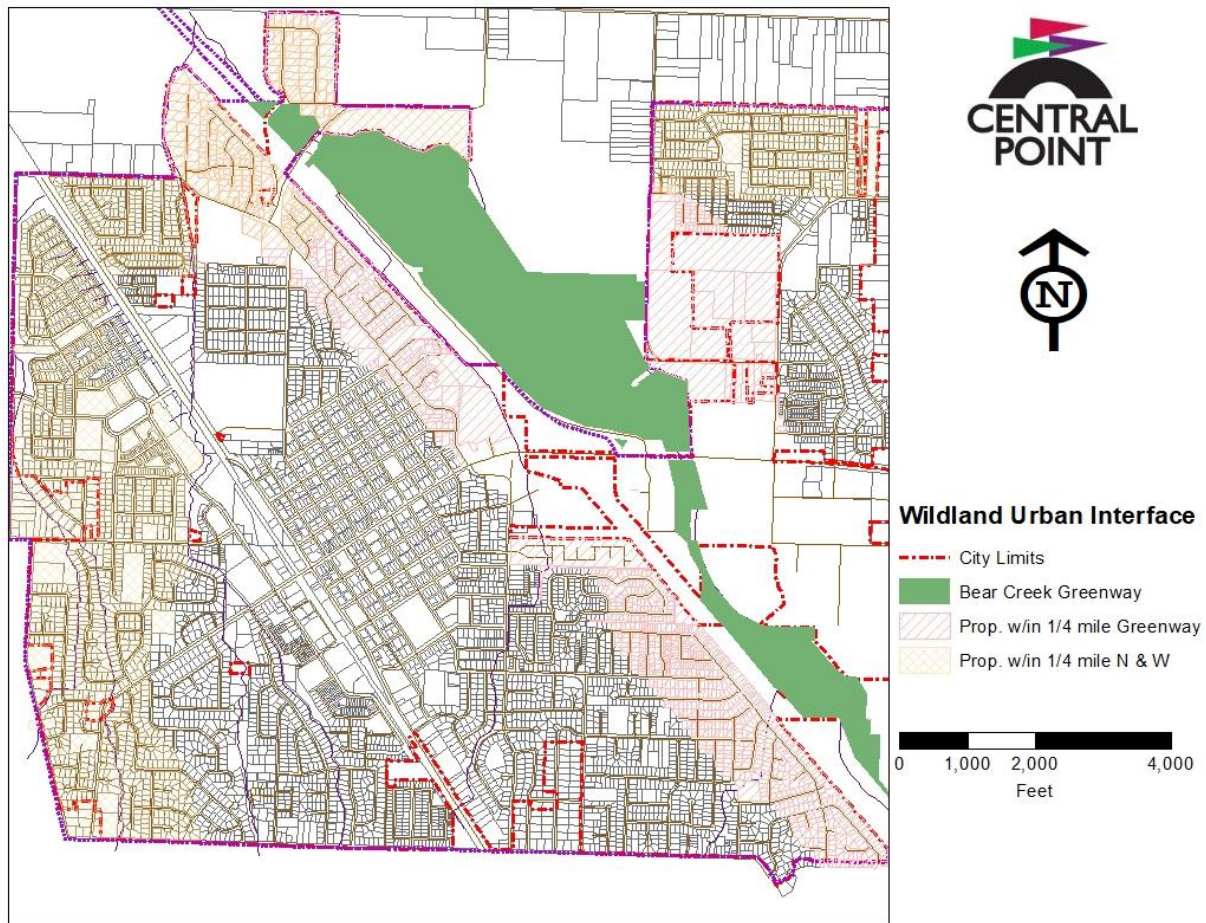 CENTRAL
POINT
N
Wildland Urban Interface
City Limits
Bear Creek Greenway
Prop. w/in 1/4 mile Greenway
Prop. w/in 1/4 mile N & W
0 1,000 2,000 4,000
Feet